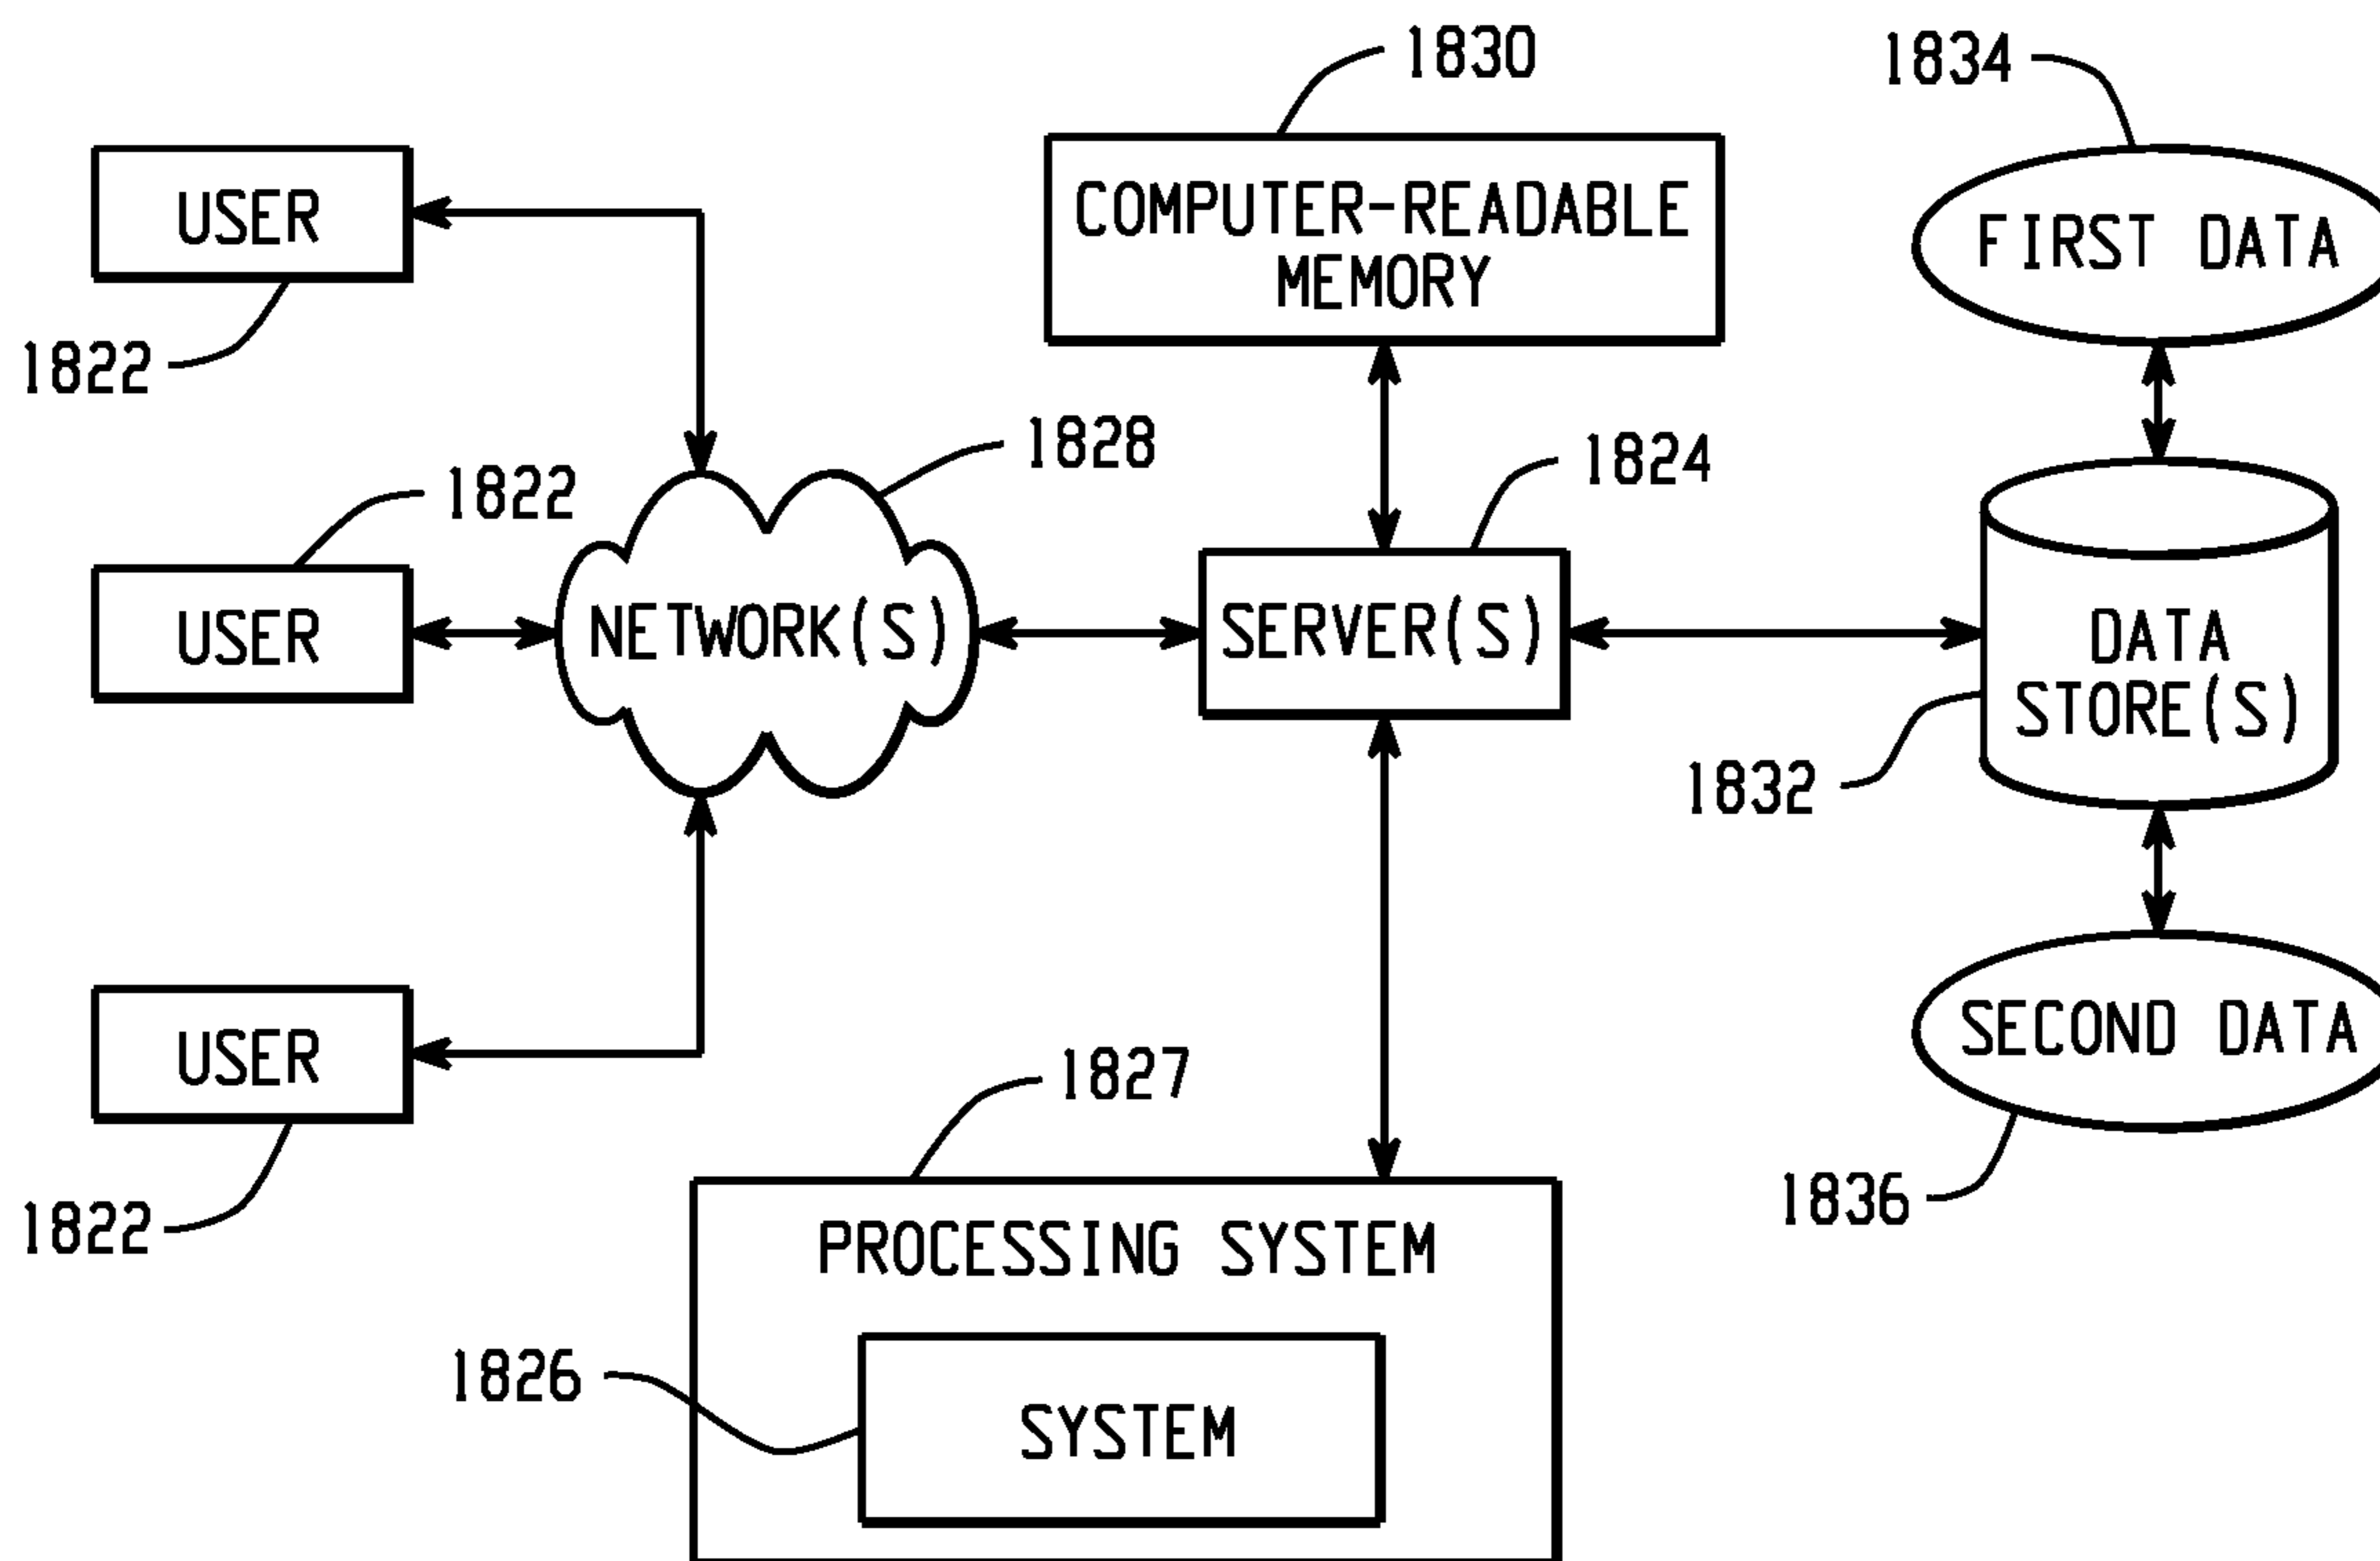 1830
1834
USER
COMPUTER-READABLE
MEMORY
FIRST DATA
1822
1828
1824
1822
USER
NETWORK(S)
SERVER(S)
DATA
STORE(S)
1832
USER
1827
SECOND DATA
1822
1836
PROCESSING SYSTEM
1826
SYSTEM